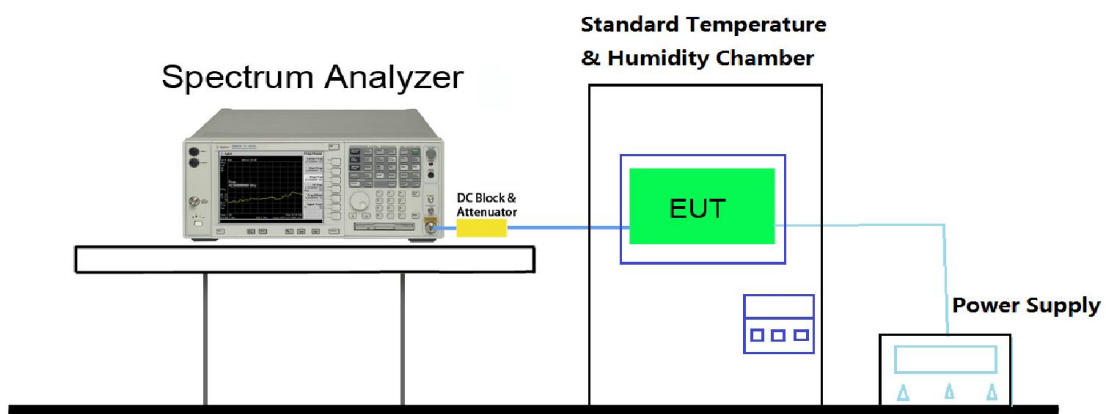 Standard Temperature
& Humidity Chamber
Spectrum Analyzer
DC Block &
Attenuator
EUT
Power Supply